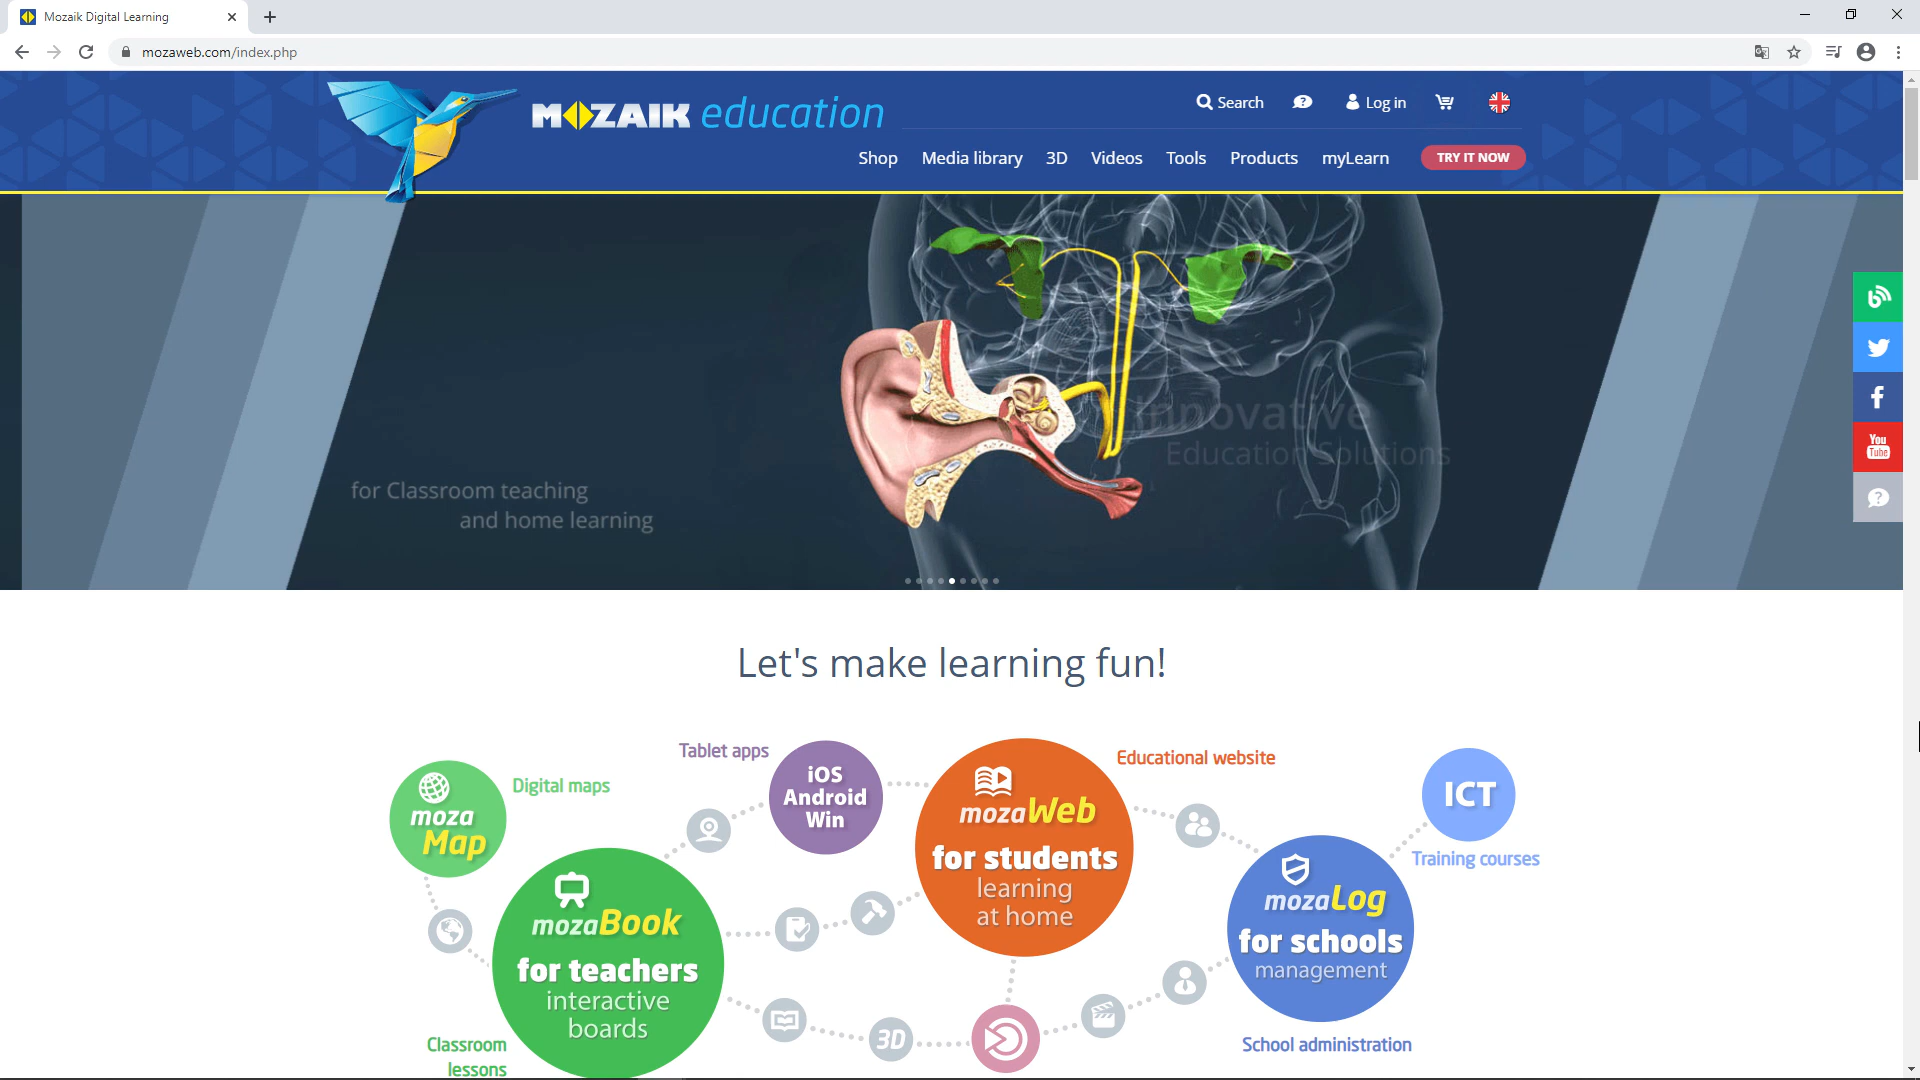 Mozaik Digital Learning
mozaweb.com/index.php
MOZAIK education
Search
Log in
Shop
Media library
3D
Videos
Tools
Products
myLearn
TRY IT NOW
Innovative
Education Solutions
for Classroom teaching
and home learning
You
Tube
Let's make learning fun!
moza
Map
Digital maps
Tablet apps
iOS
Android
Win
mozaWeb
for students
learning
at home
Educational website
ICT
Training courses
mozaBook
for teachers
interactive
boards
mozaLog
for schools
management
3D
Classroom
lessons
School administration